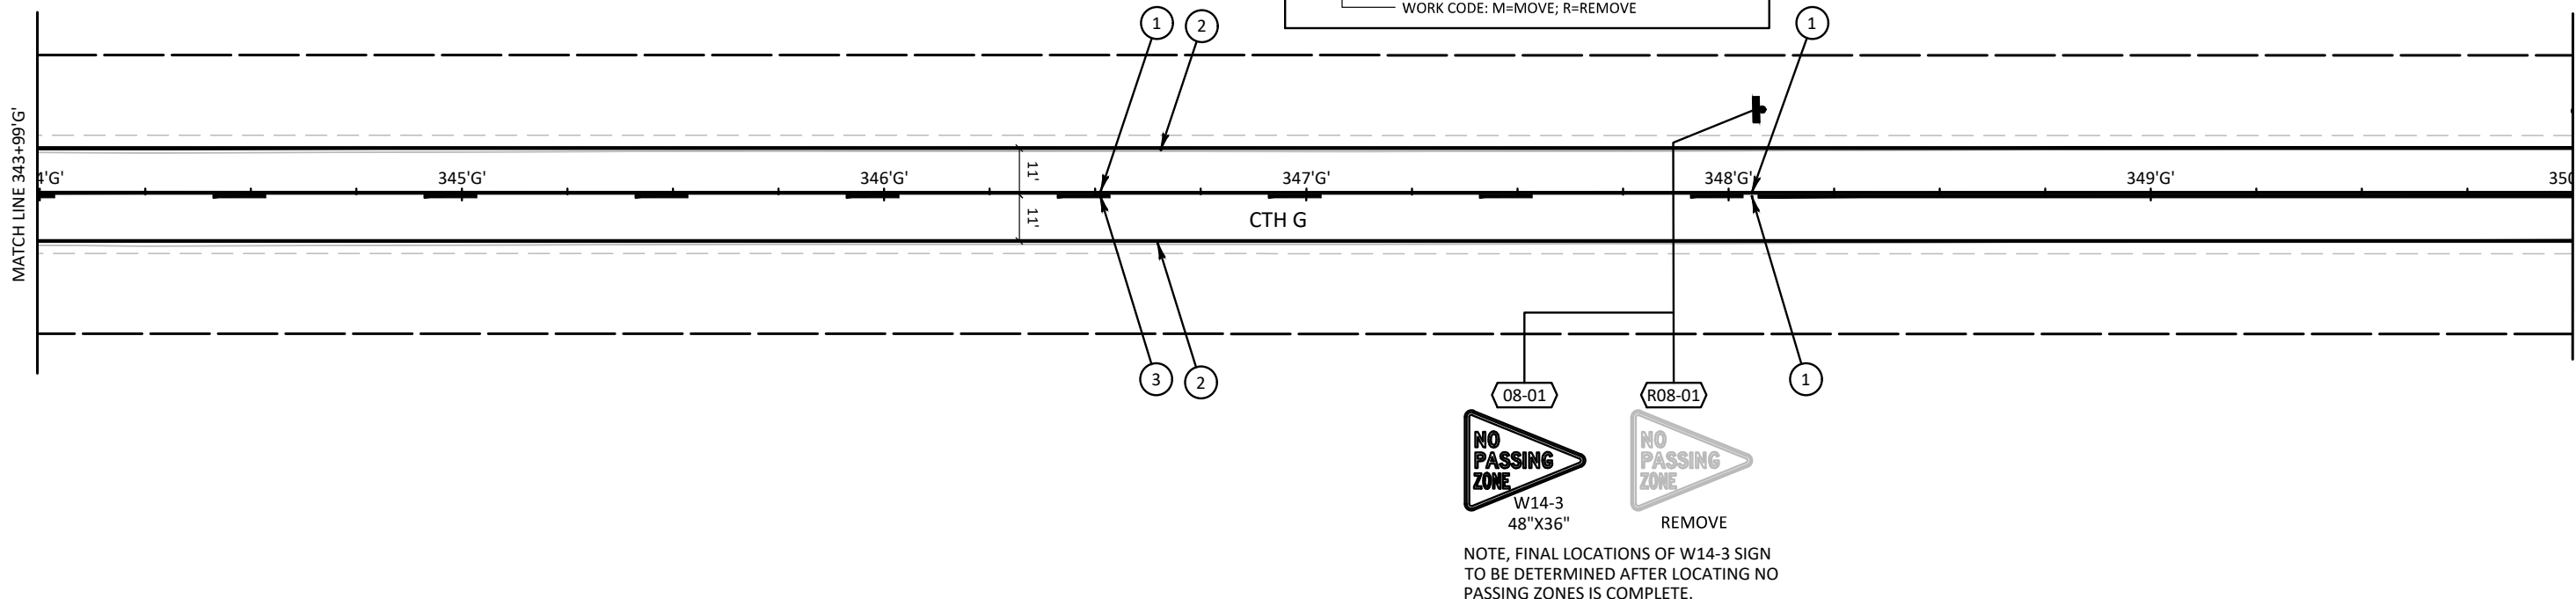 WORK CODE: M=MOVE; R=REMOVE
1
2
1
MATCH LINE 343+99'G'
4'G'
345'G'
346'G'
347'G'
348'G'
349'G'
350
11'
11'
CTH G
3
2
1
08-01
R08-01
NO
PASSING
ZONE
NO
PASSING
ZONE
W14-3
48"X36"
REMOVE
NOTE, FINAL LOCATIONS OF W14-3 SIGN
TO BE DETERMINED AFTER LOCATING NO
PASSING ZONES IS COMPLETE.